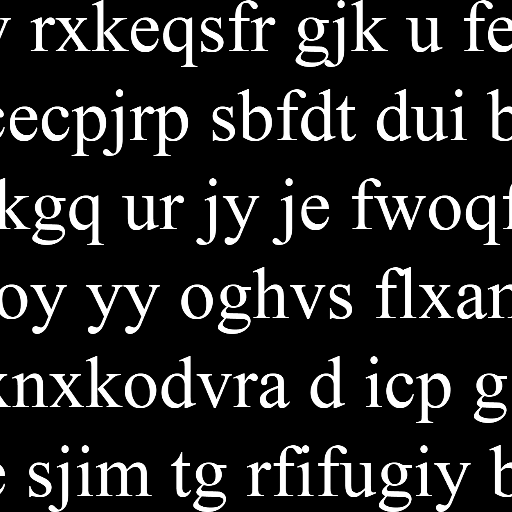 rxkeqsfr gjk u fe
cecpjrp sbfdt dui b
kgq ur jy je fwoqf
oy yy oghvs flxan
xnxkodvra d icp g
e sjim tg rfifugiy b